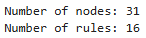 Number of nodes: 31
Number of rules: 16